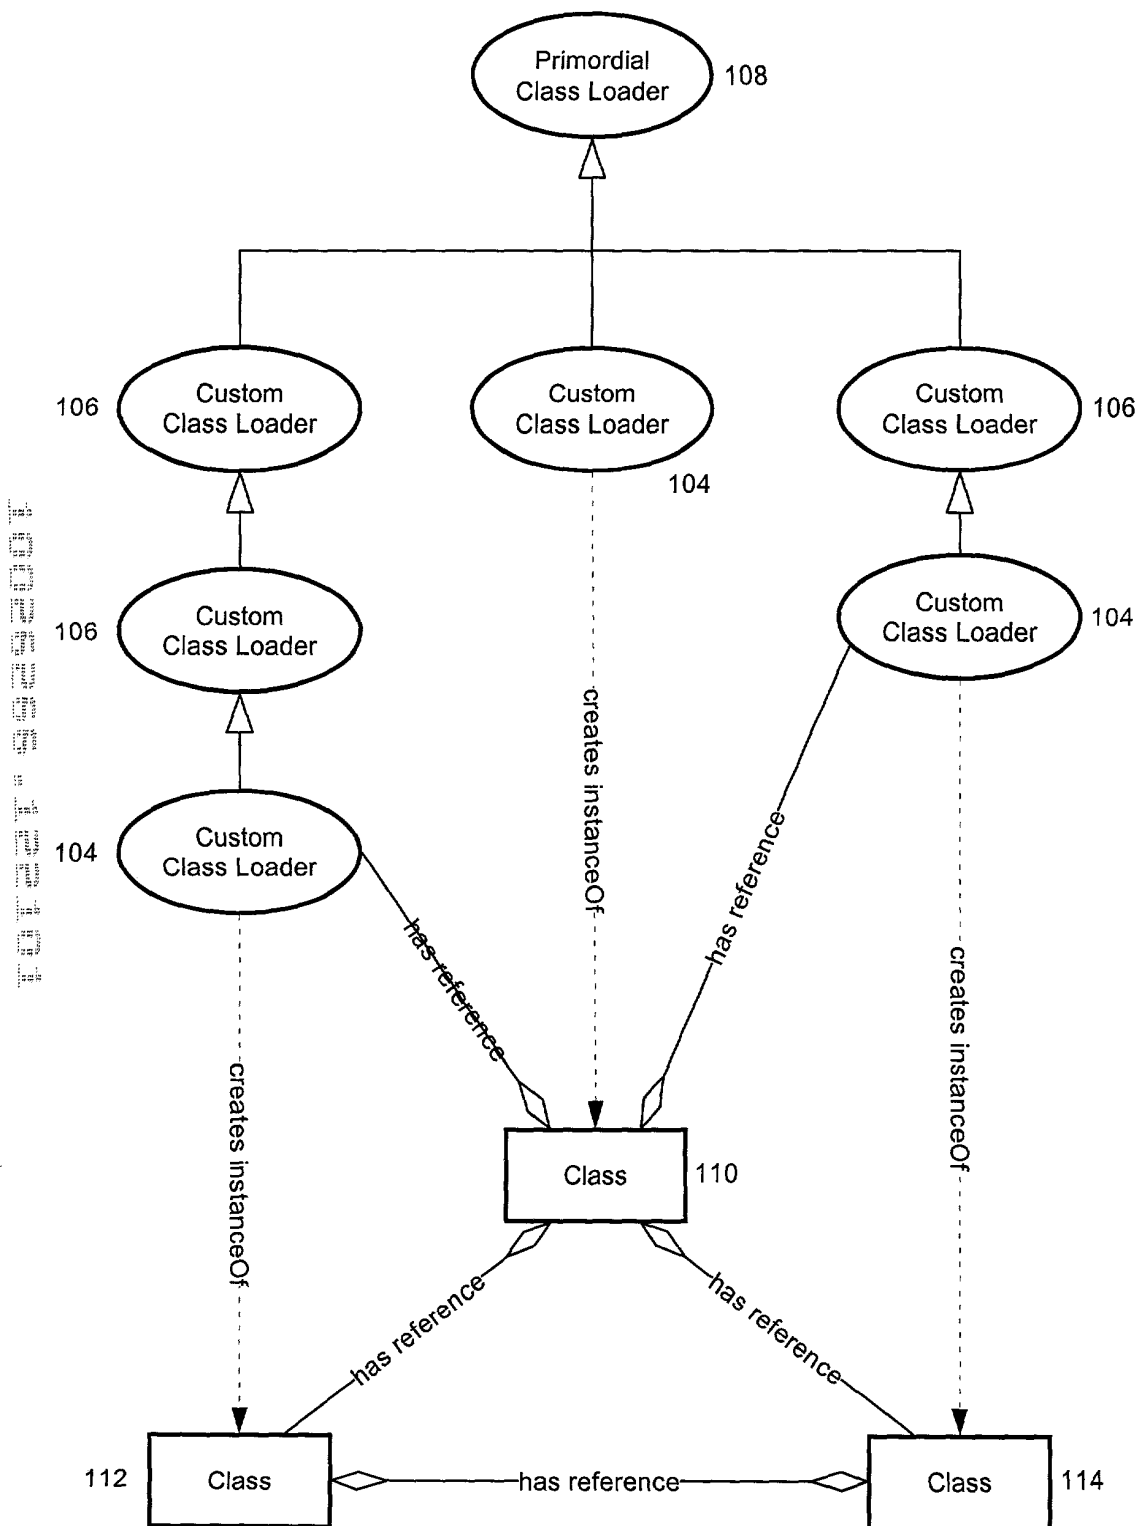 Primordial
Class Loader
108
Custom
Class Loader
106
Custom
Class Loader
104
Custom
Class Loader
106
Custom
Class Loader
106
Custom
Class Loader
104
Custom
Class Loader
104
creates instanceOf
has reference
has reference
creates instanceOf
creates instanceOf
Class
110
has reference
has reference
Class
112
has reference
Class
114
10026266.122101